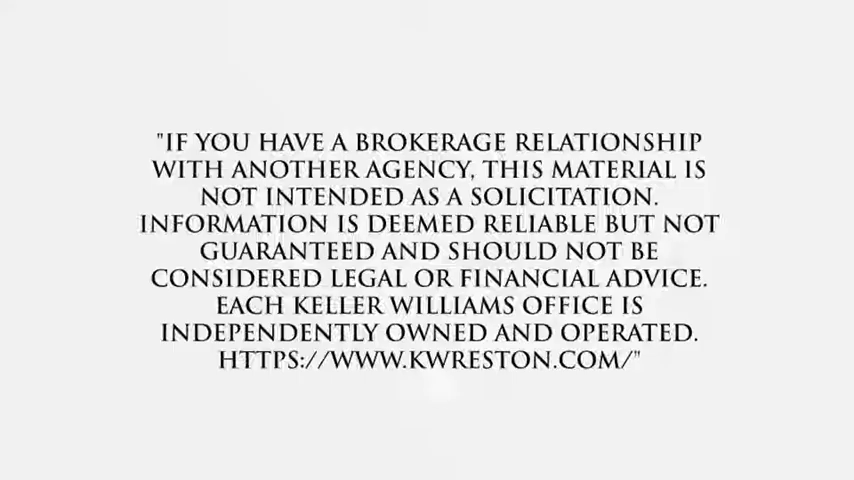 "IF YOU HAVE A BROKERAGE RELATIONSHIP
WITH ANOTHER AGENCY, THIS MATERIAL IS
NOT INTENDED AS A SOLICITATION.
INFORMATION IS DEEMED RELIABLE BUT NOT
GUARANTEED AND SHOULD NOT BE
CONSIDERED LEGAL OR FINANCIAL ADVICE.
EACH KELLER WILLIAMS OFFICE IS
INDEPENDENTLY OWNED AND OPERATED.
HTTPS://WWW.KWRESTON.COM/"